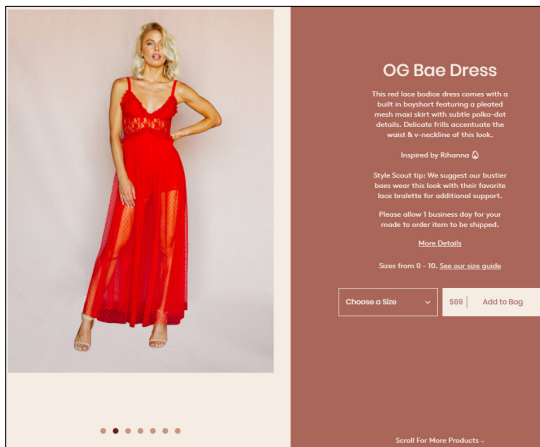 OG Bae Dress
This red lace bodice dress comes with a
built in boyshort featuring a pleated
mesh maxi skirt with subtle polka-dot
details. Delicate frills accentuate the
waist & v-neckline of this look.
Inspired by Rihanna
Style Scout tip: We suggest our bustier
baes wear this look with their favorite
lace bralette for additional support.
Please allow 1 business day for your
made to order item to be shipped.
More Details
Sizes from 0 - 10. See our size guide
Choose a Size
$69 | Add to Bag
Scroll For More Products